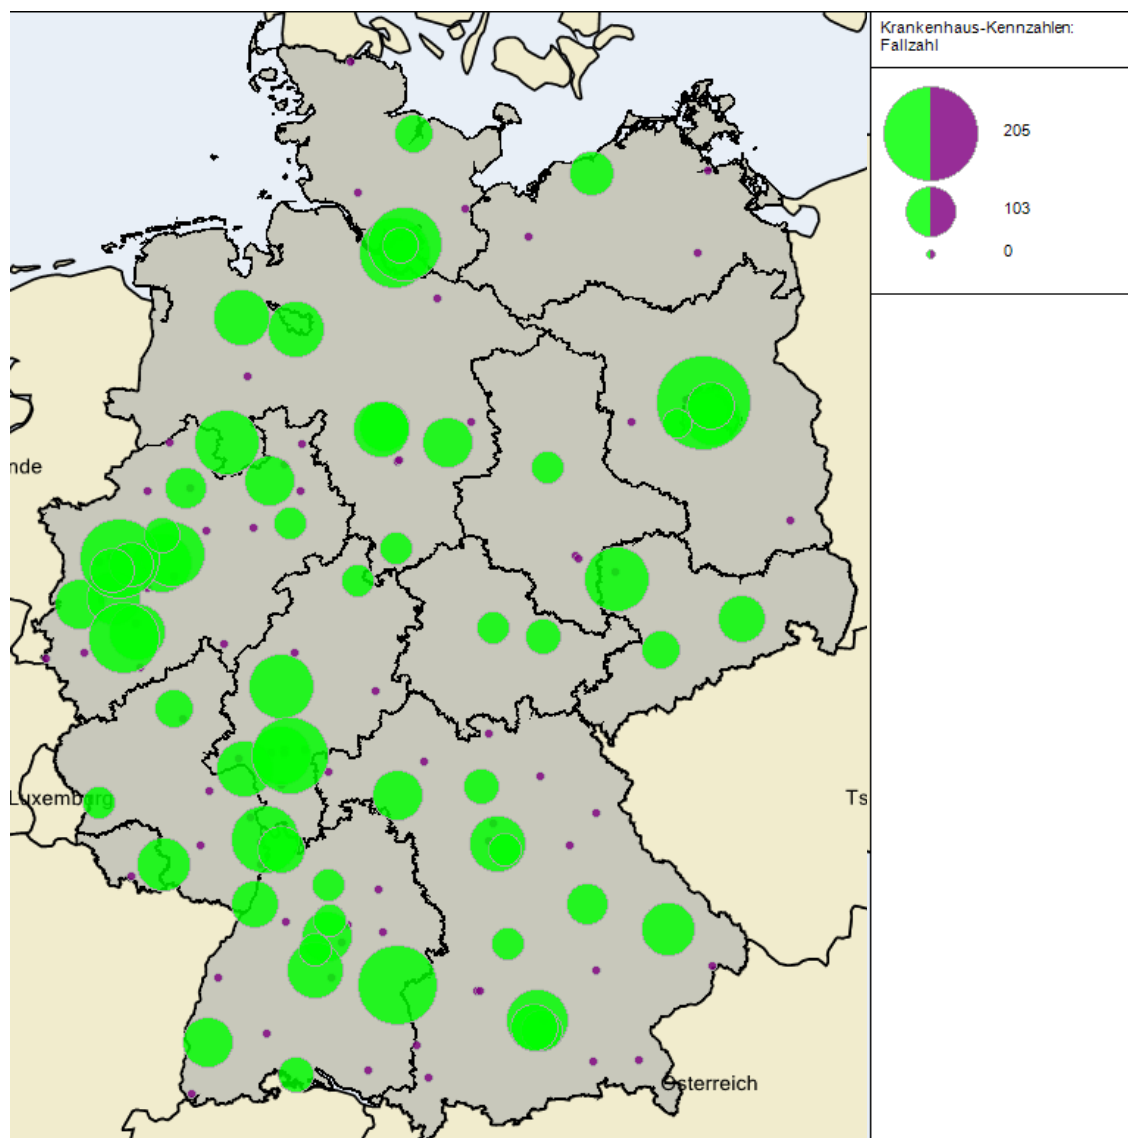 Krankenhaus-Kennzahlen:
Fallzahl
205
103
0
nde
Luxemburg
Ts
Österreich